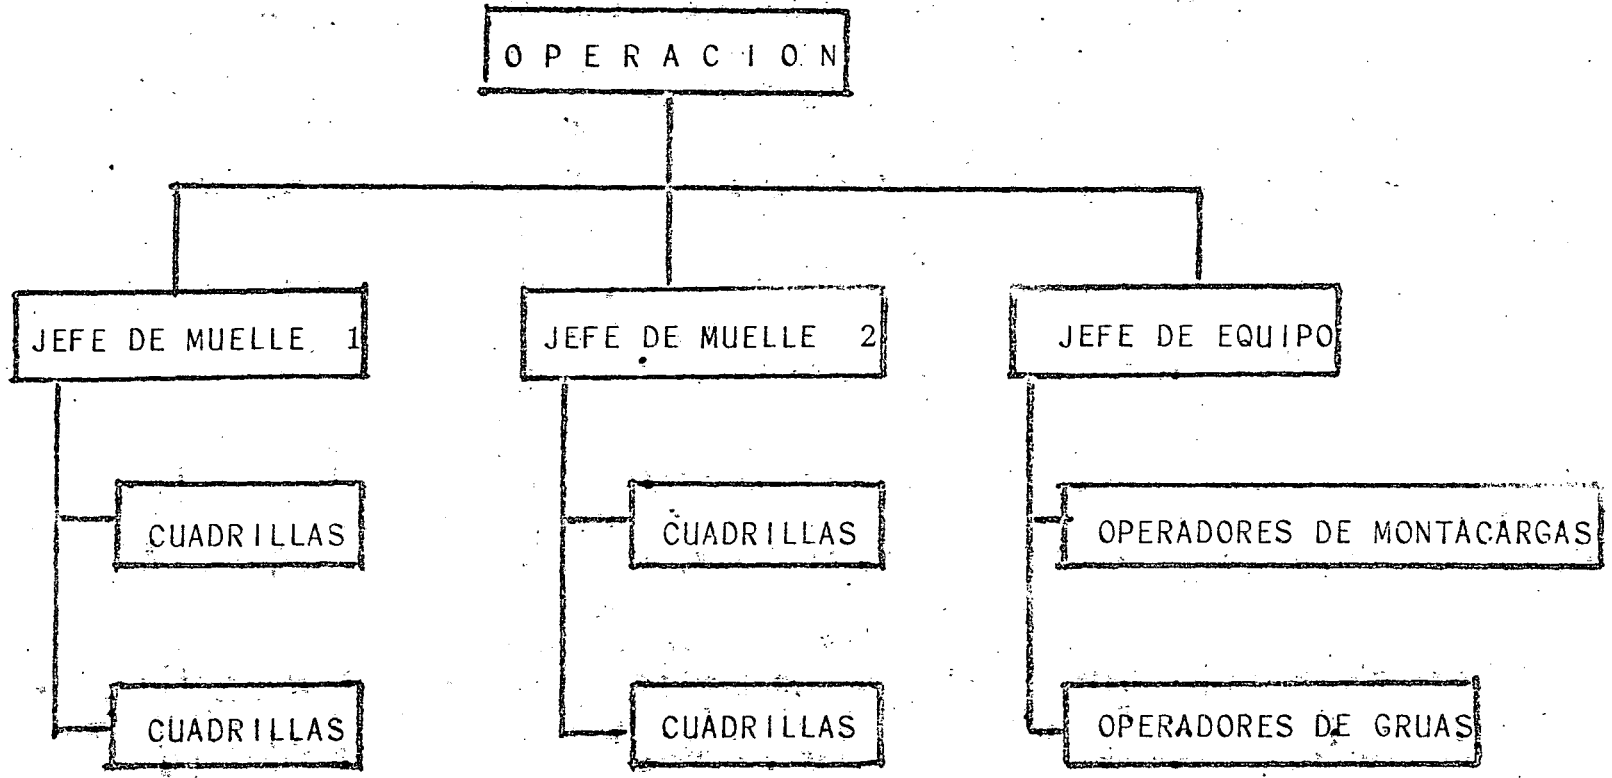 OPERACION
JEFE DE MUELLE 1
JEFE DE MUELLE 2
JEFE DE EQUIPO
CUADRILLAS
CUADRILLAS
OPERADORES DE MONTACARGAS
CUADRILLAS
CUADRILLAS
OPERADORES DE GRUAS